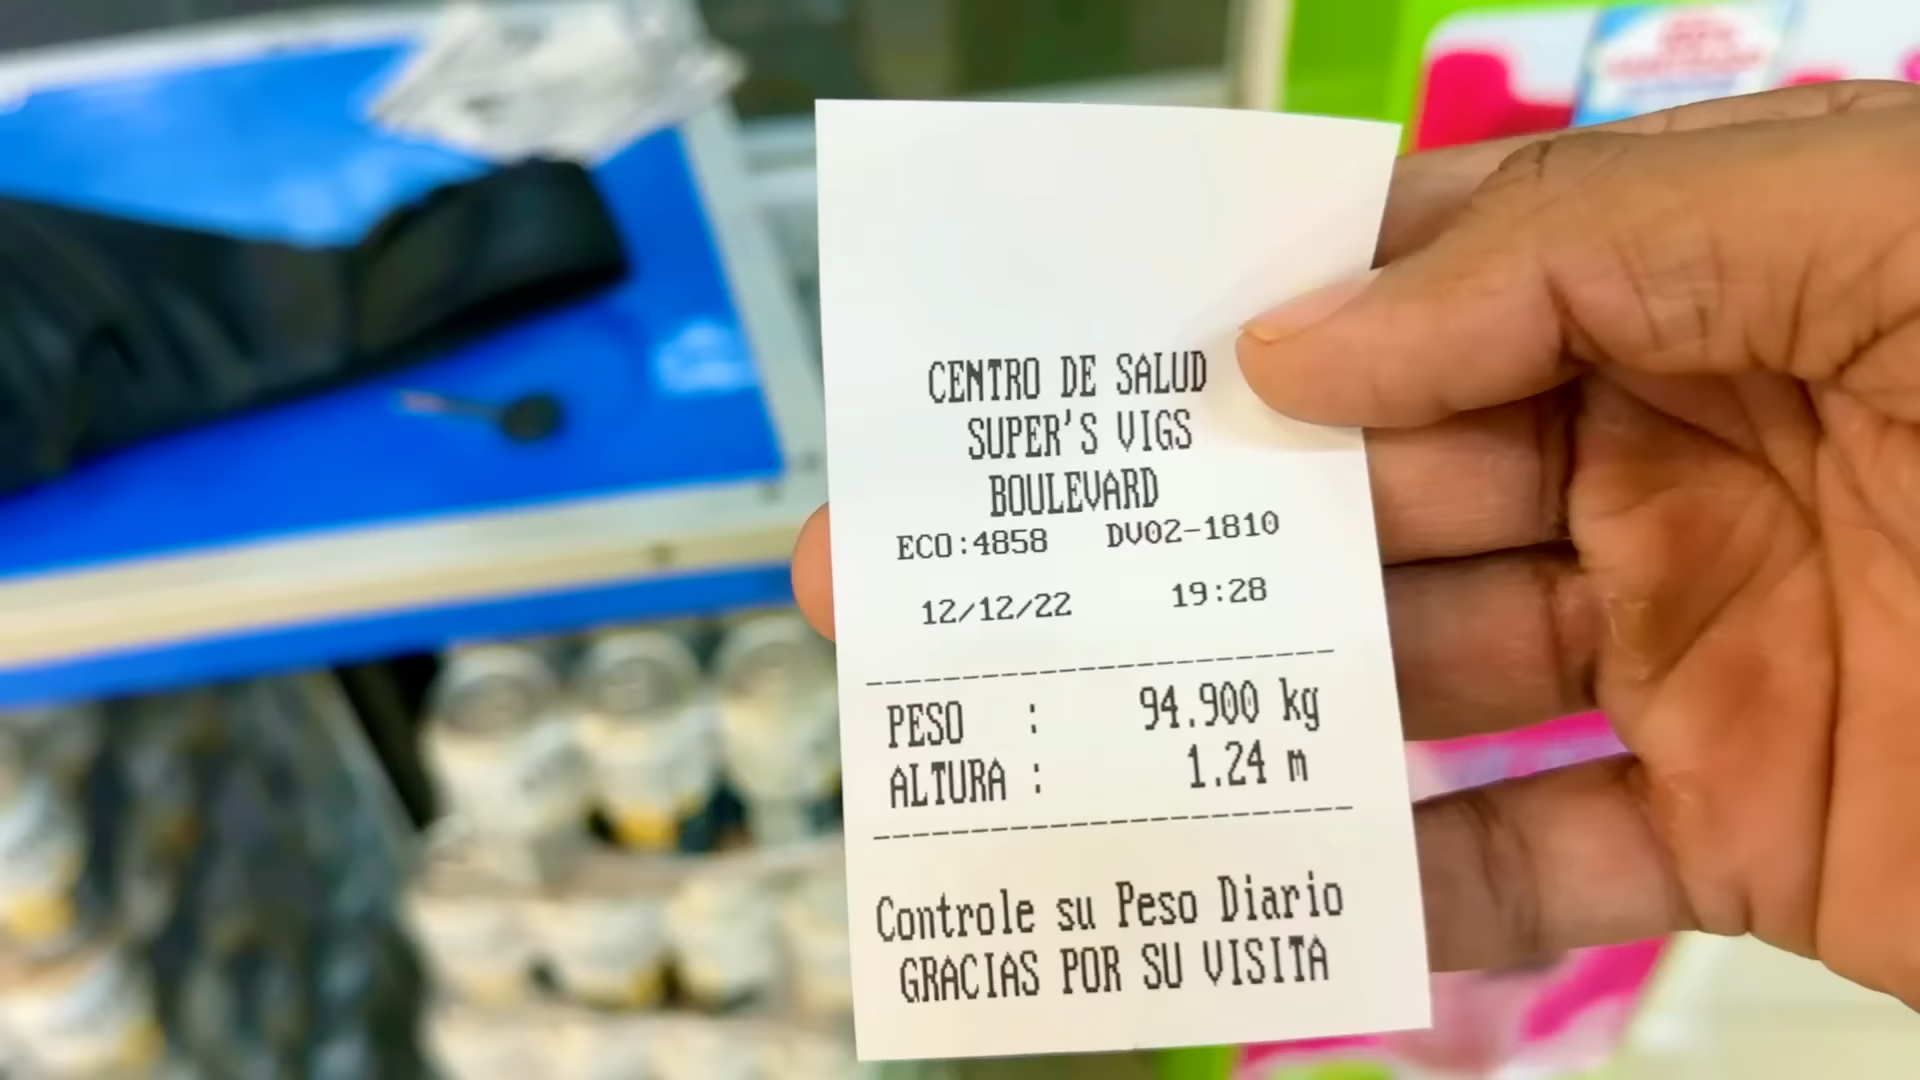 CENTRO DE SALUD
SUPER'S VIGS
BOULEVARD
ECO:4858 DV02-1810
12/12/22 19:28
PESO : 94.900 kg
ALTURA : 1.24 m
Controle su Peso Diario
GRACIAS POR SU VISITA